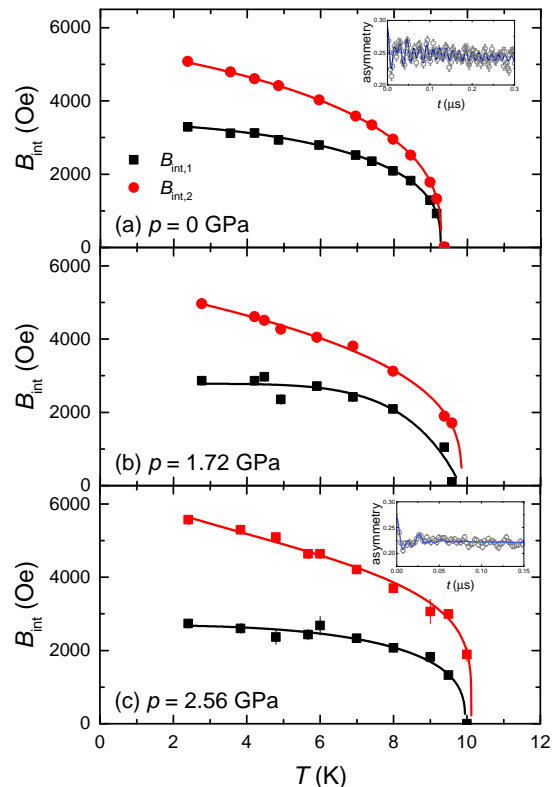 6000
4000
2000
0
B_int (Oe)
B_int,1
B_int,2
(a) p = 0 GPa
0.30
0.25
0.20
asymmetry
0.0 0.1 0.2 0.3
t (μs)
6000
4000
2000
0
B_int (Oe)
(b) p = 1.72 GPa
6000
4000
2000
0
B_int (Oe)
(c) p = 2.56 GPa
0.30
0.25
0.20
asymmetry
0.00 0.05 0.10 0.15
t (μs)
0 2 4 6 8 10 12
T (K)